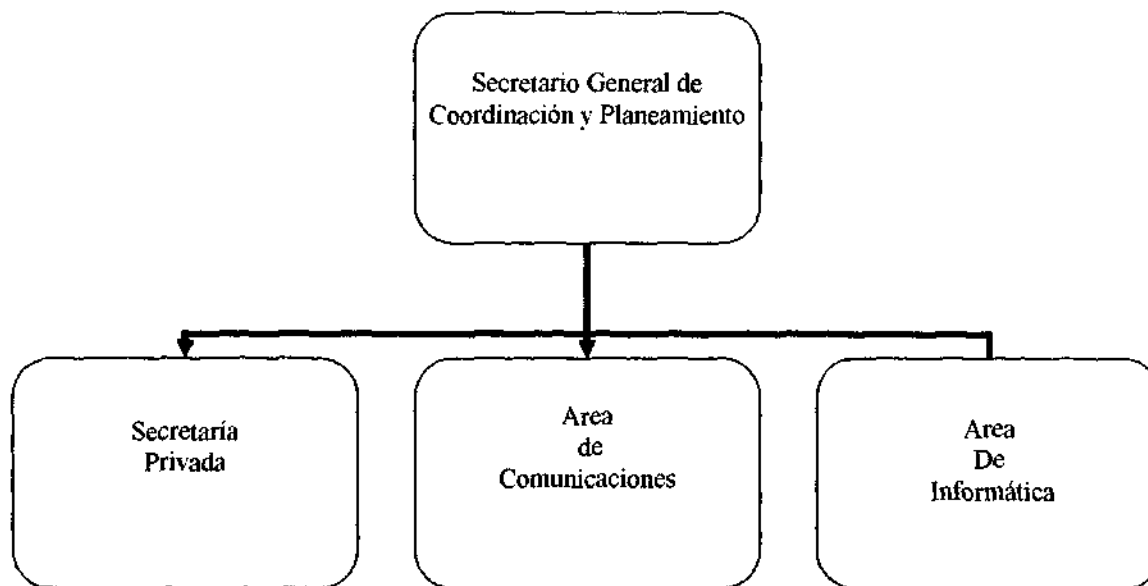 Secretario General de
Coordinación y Planeamiento
Secretaría
Privada
Area
de
Comunicaciones
Area
De
Informática